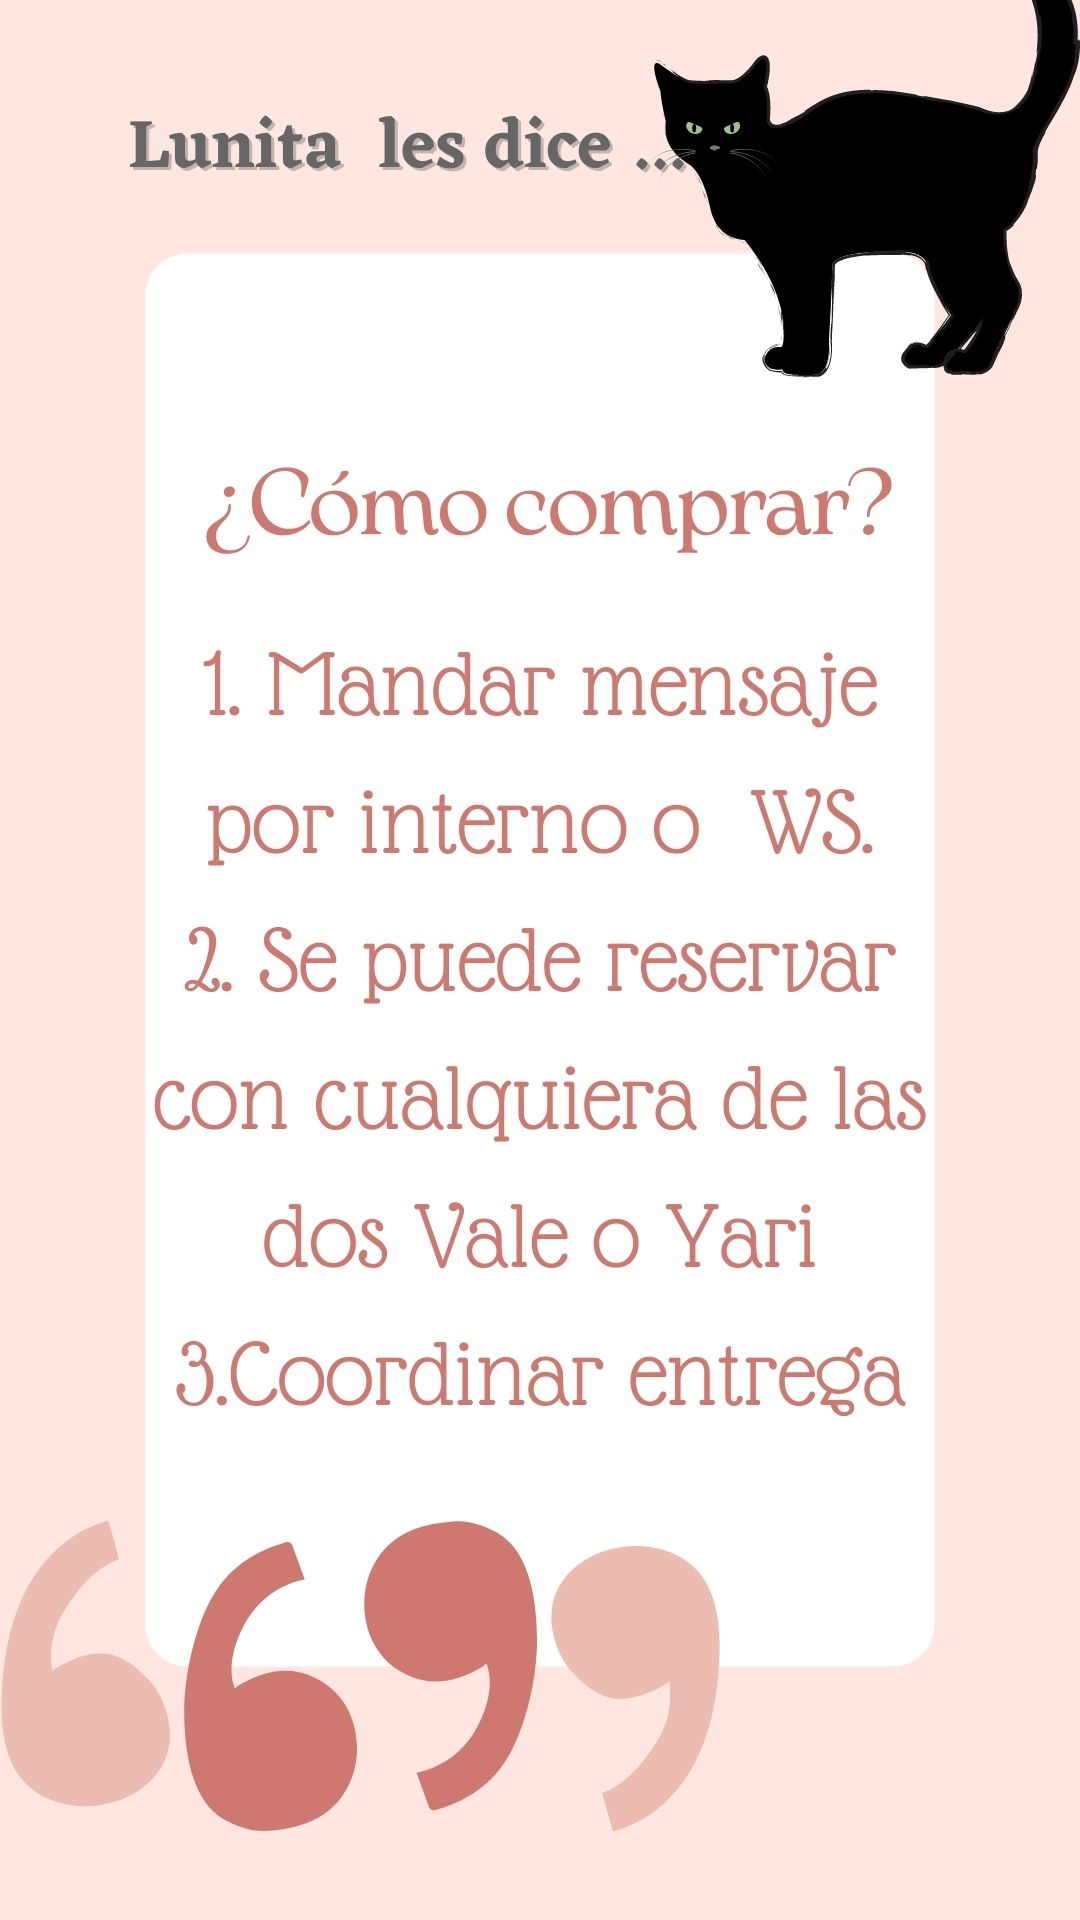 Lunita les dice ...
¿Cómo comprar?
1. Mandar mensaje
por interno o WS.
2. Se puede reservar
con cualquiera de las
dos Vale o Yari
3.Coordinar entrega